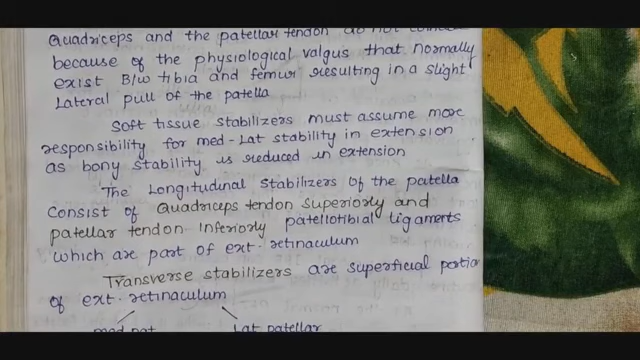 Quadriceps and the patellar tendon do not
because of the physiological valgus that normally
exist B/w tibia and femur resulting in a slight
Lateral pull of the patella
Soft tissue stabilizers must assume more
responsibility for med-Lat stability in extension
as bony stability is reduced in extension
The Longitudinal stabilizers of the patella
consist of Quadriceps tendon superiorly and
patellar tendon inferiorly patellotibial ligaments
which are part of ext. retinaculum
Transverse stabilizers are superficial portio
of ext. retinaculum
med pat Lat patellar